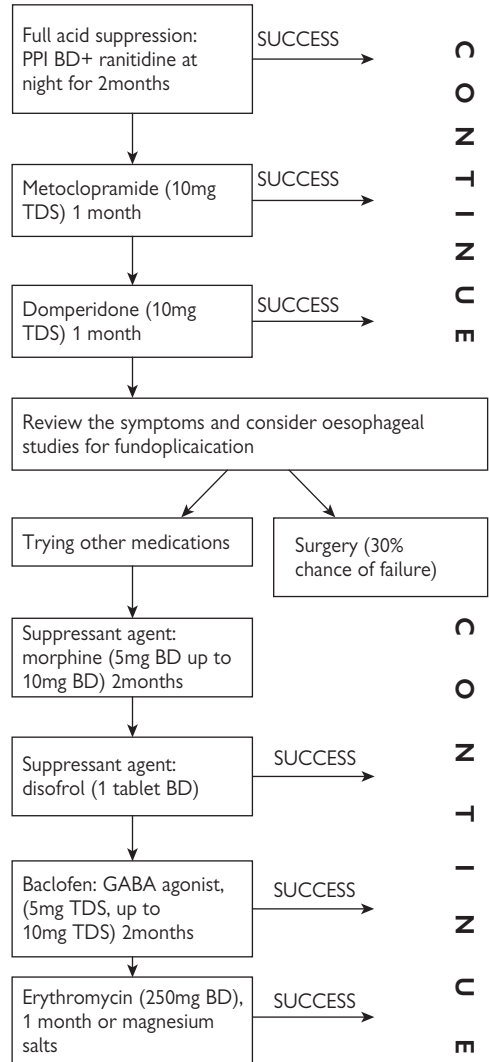 Full acid suppression:
PPI BD+ ranitidine at
night for 2months
SUCCESS
Metoclopramide (10mg
TDS) 1 month
SUCCESS
Domperidone (10mg
TDS) 1 month
SUCCESS
CONTINUE
Review the symptoms and consider oesophageal
studies for fundoplicaication
Trying other medications
Surgery (30%
chance of failure)
Suppressant agent:
morphine (5mg BD up to
10mg BD) 2months
Suppressant agent:
disofrol (1 tablet BD)
SUCCESS
Baclofen: GABA agonist,
(5mg TDS, up to
10mg TDS) 2months
SUCCESS
Erythromycin (250mg BD),
1 month or magnesium
salts
SUCCESS
CONTINUE